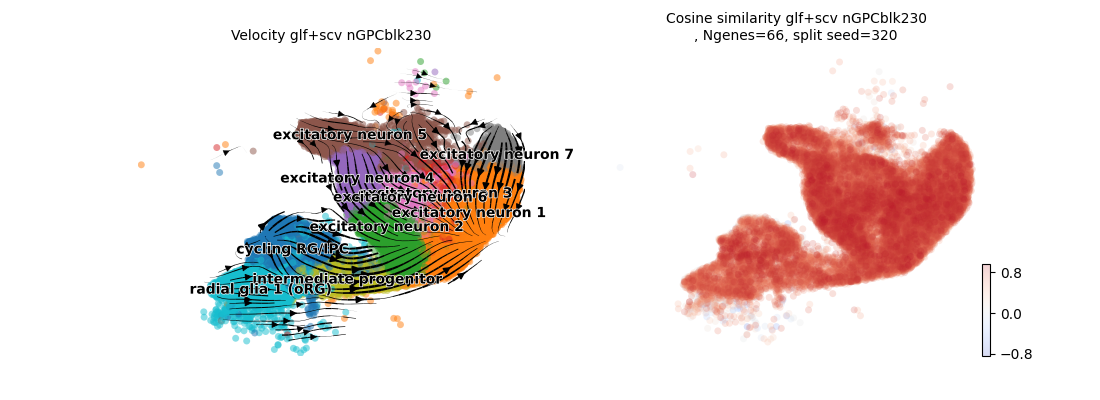 Velocity glf+scv nGPCblk230
Cosine similarity glf+scv nGPCblk230
, Ngenes=66, split seed=320
excitatory neuron 5
excitatory neuron 7
excitatory neuron 4
excitatory neuron 3
excitatory neuron 6
excitatory neuron 1
excitatory neuron 2
cycling RG/IPC
intermediate progenitor
radial glia 1 (oRG)
0.8
0.0
−0.8